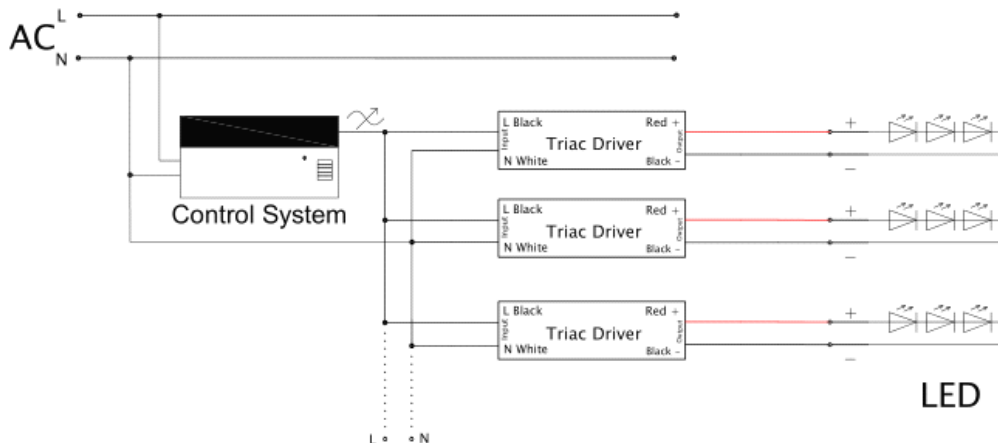 AC
L
N
Control System
L Black
Red +
Input
Triac Driver
Output
N White
Black -
+
−
L Black
Red +
Input
Triac Driver
Output
N White
Black -
+
−
L Black
Red +
Input
Triac Driver
Output
N White
Black -
+
−
LED
L
N